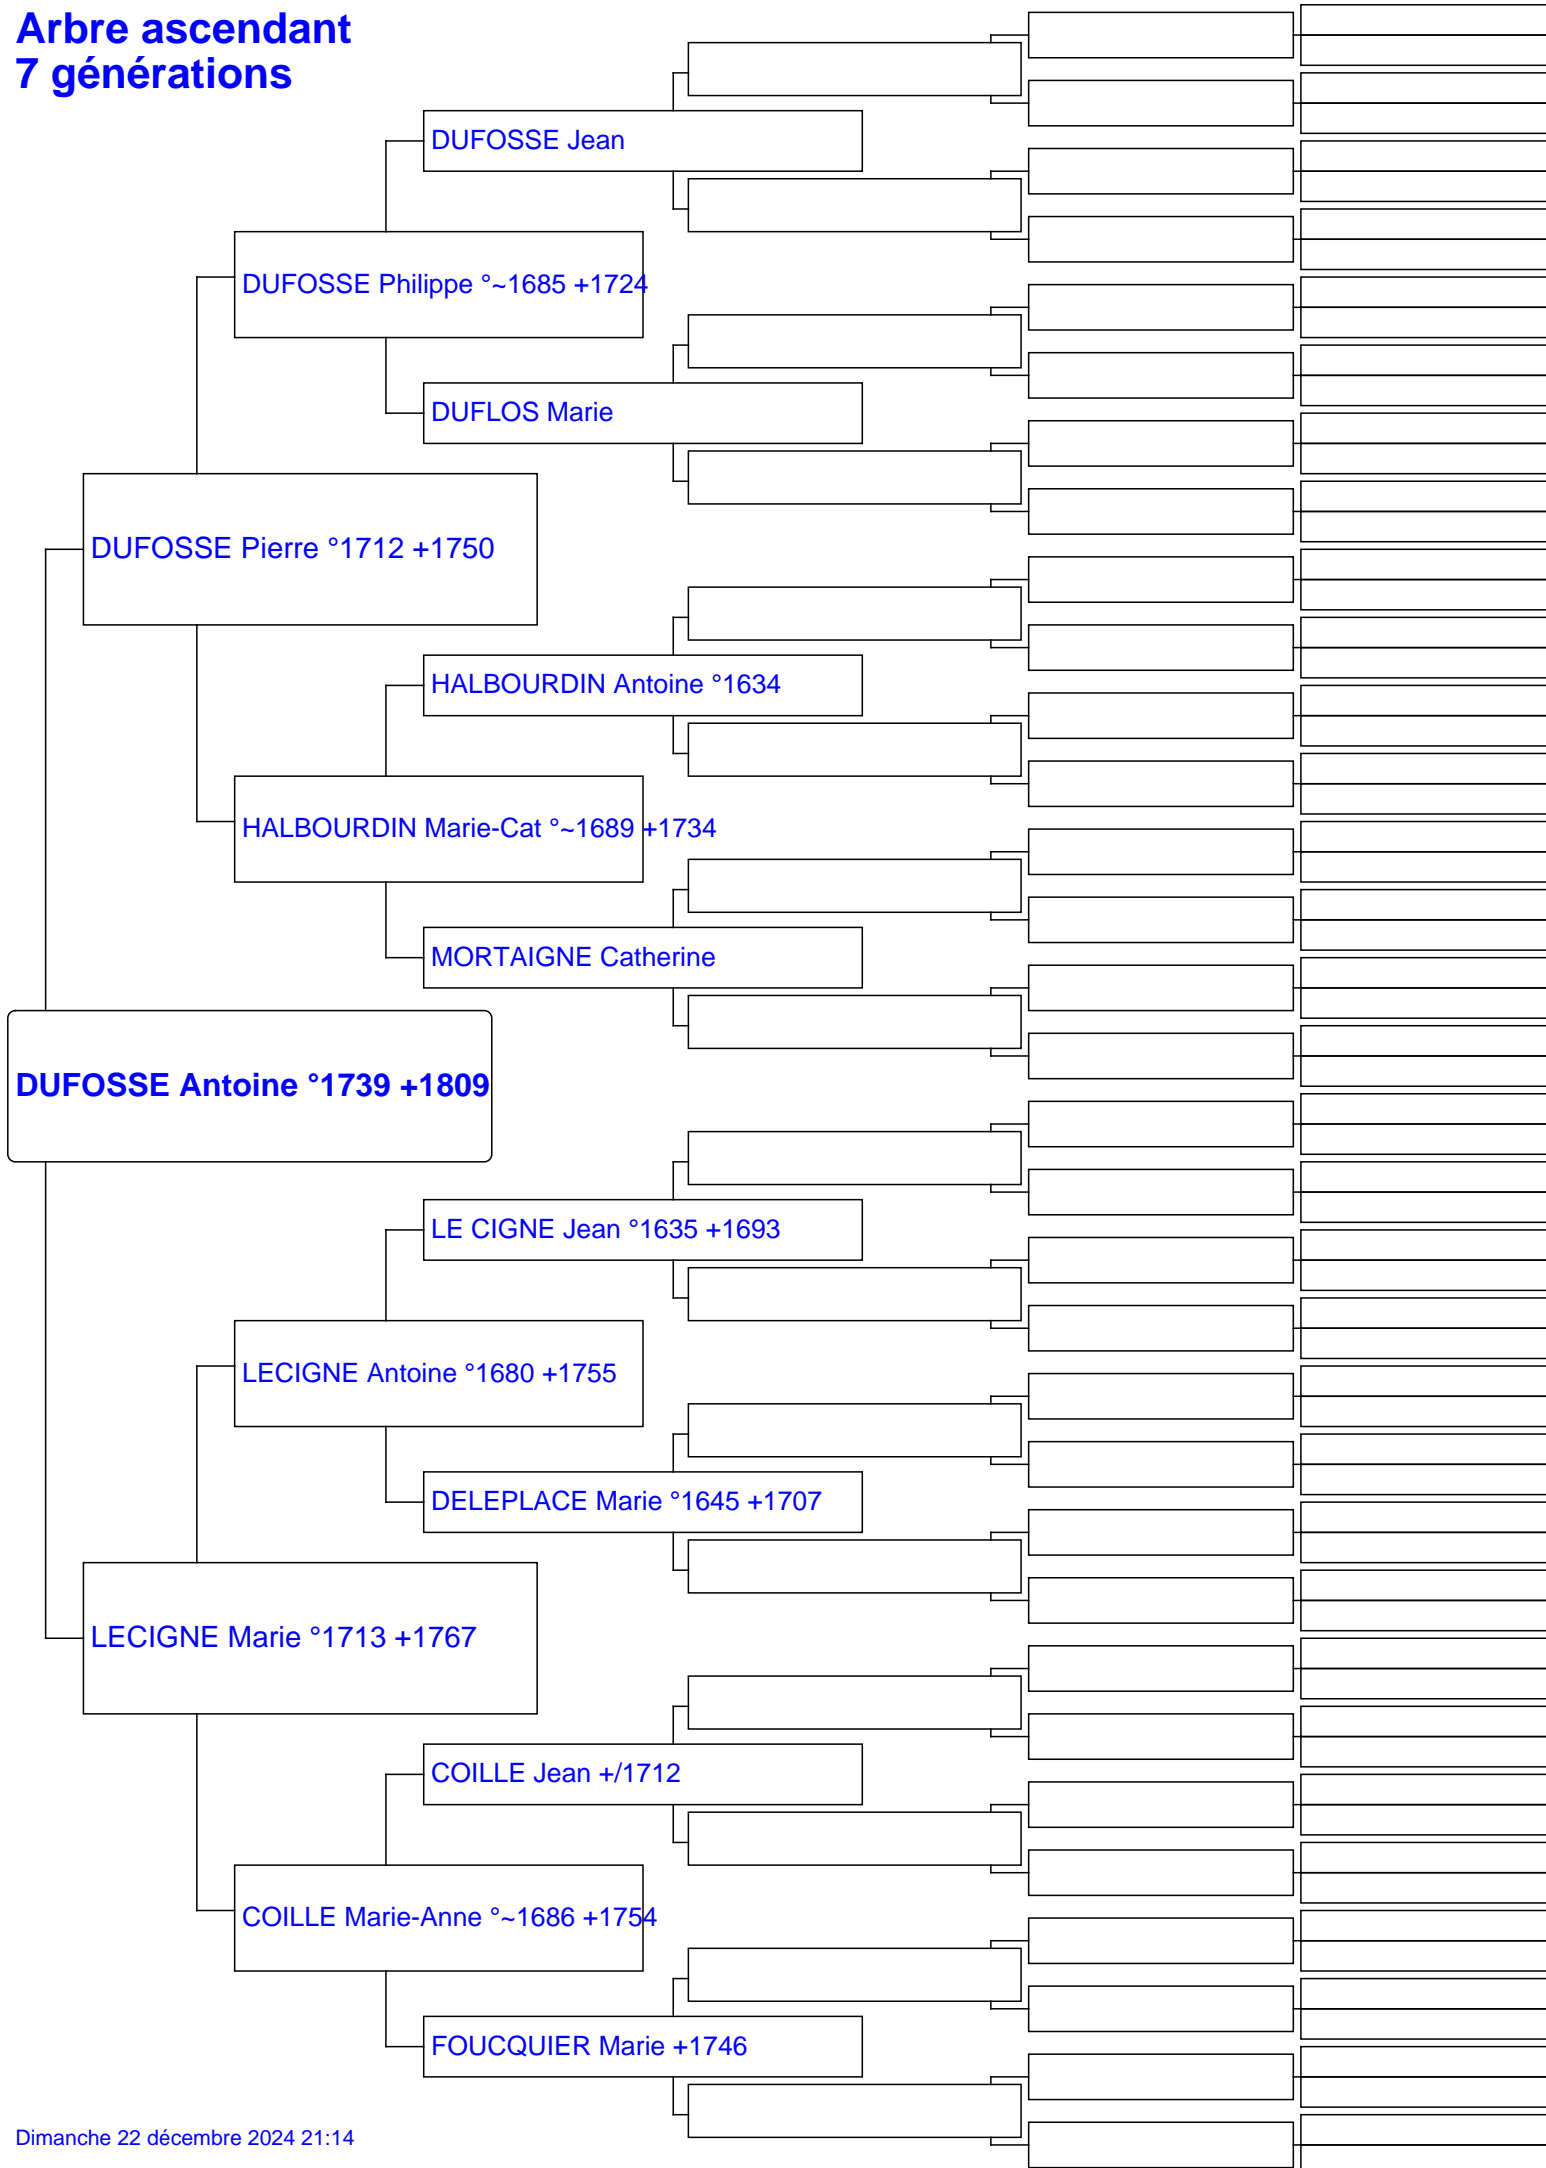 Arbre ascendant
7 générations
DUFOSSE Jean
DUFOSSE Philippe °~1685 +1724
DUFLOS Marie
DUFOSSE Pierre °1712 +1750
HALBOURDIN Antoine °1634
HALBOURDIN Marie-Cat °~1689 +1734
MORTAIGNE Catherine
DUFOSSE Antoine °1739 +1809
LE CIGNE Jean °1635 +1693
LECIGNE Antoine °1680 +1755
DELEPLACE Marie °1645 +1707
LECIGNE Marie °1713 +1767
COILLE Jean +/1712
COILLE Marie-Anne °~1686 +1754
FOUCQUIER Marie +1746
Dimanche 22 décembre 2024 21:14